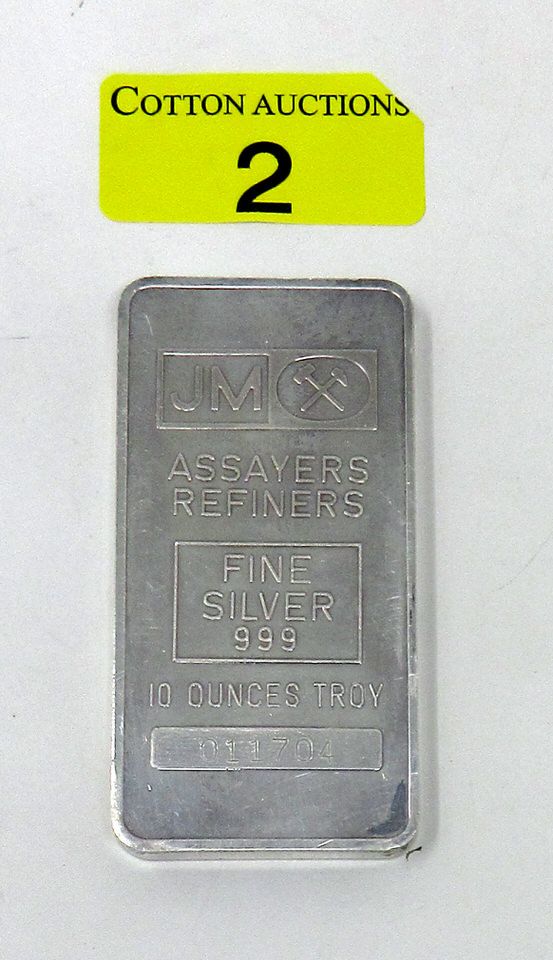 COTTON AUCTIONS
2
JM
ASSAYERS
REFINERS
FINE
SILVER
999
10 OUNCES TROY
011704